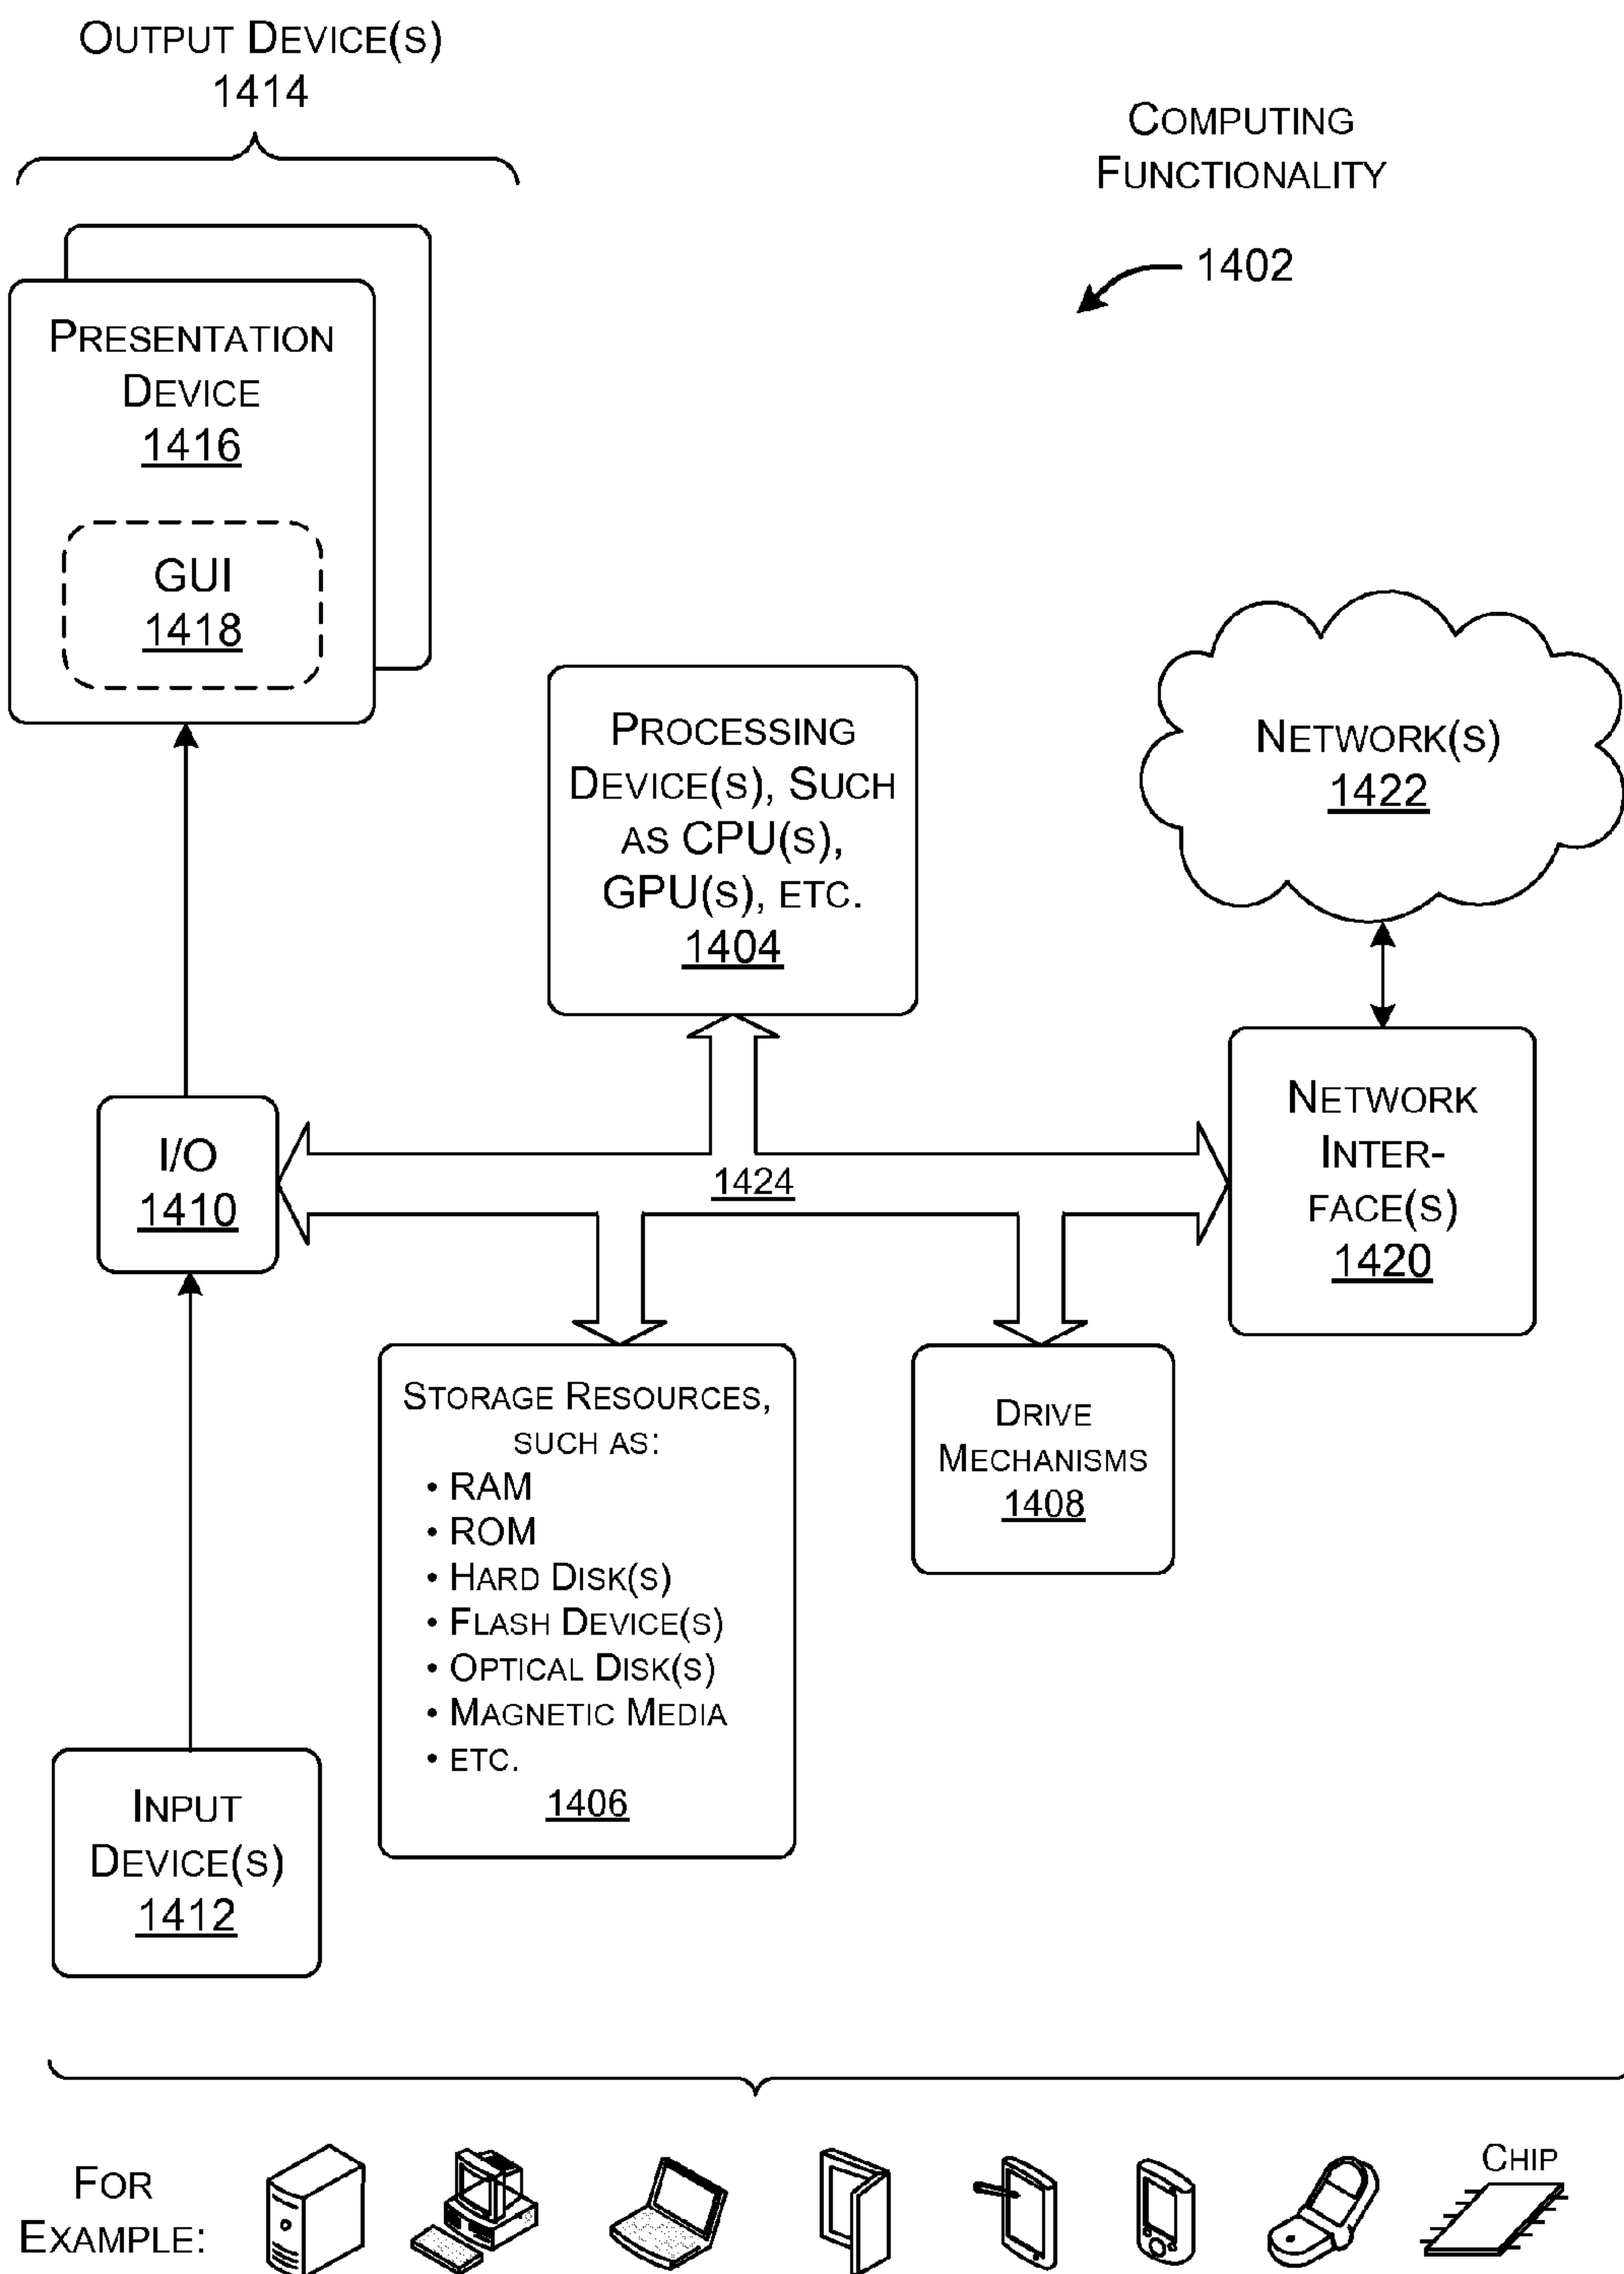 OUTPUT DEVICE(S)
1414
COMPUTING
FUNCTIONALITY
1402
PRESENTATION
DEVICE
1416
GUI
1418
PROCESSING
DEVICE(S), SUCH
AS CPU(S),
GPU(S), ETC.
1404
NETWORK(S)
1422
I/O
1410
1424
NETWORK
INTER-
FACE(S)
1420
STORAGE RESOURCES,
SUCH AS:
• RAM
• ROM
• HARD DISK(S)
• FLASH DEVICE(S)
• OPTICAL DISK(S)
• MAGNETIC MEDIA
• ETC.
1406
DRIVE
MECHANISMS
1408
INPUT
DEVICE(S)
1412
FOR
EXAMPLE:
CHIP